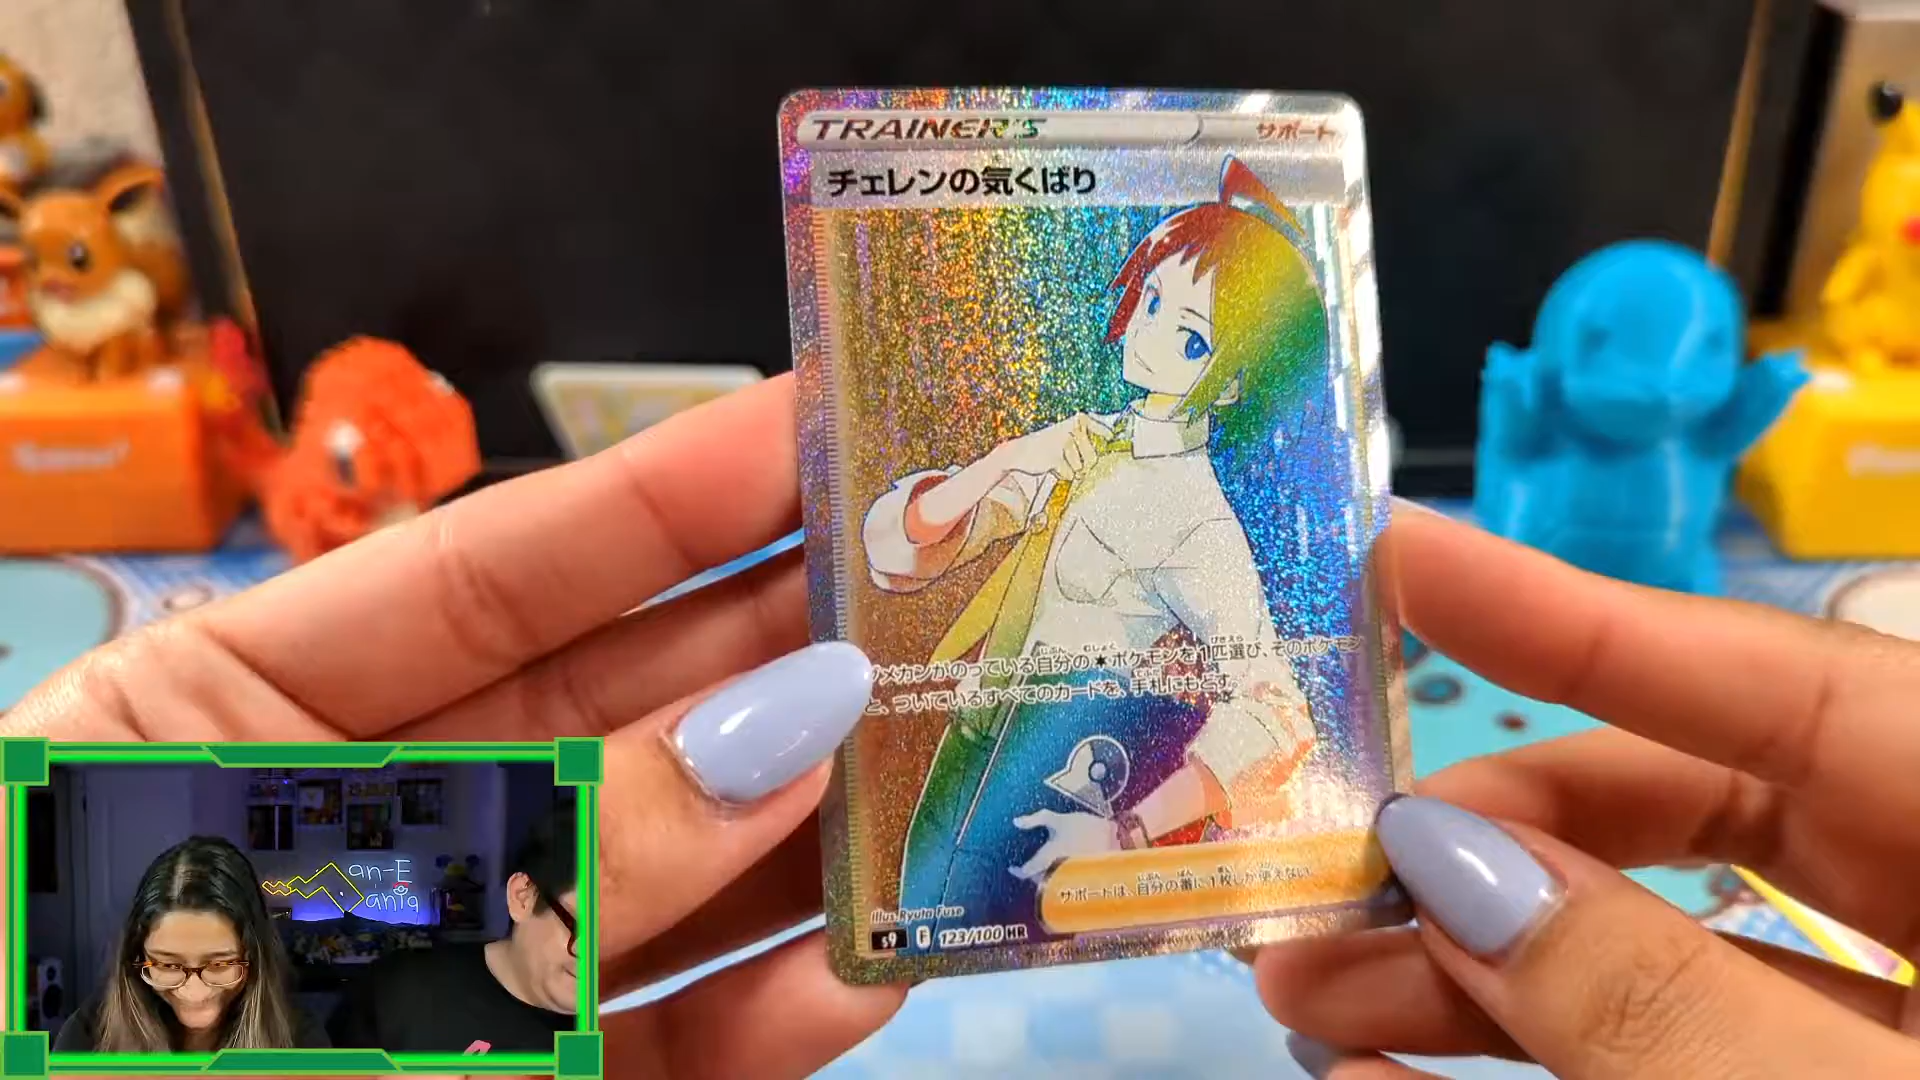 TRAINER'S
サポート
チェレンの気くばり
ダメカンがのっている自分の ポケモンを1匹選び、そのポケモン
と、ついているすべてのカードを、手札にもどす。
サポートは、自分の番に1枚しか使えない。
Illus.Ryuta Fuse
s9 F 123/100 HR
an-E
ania